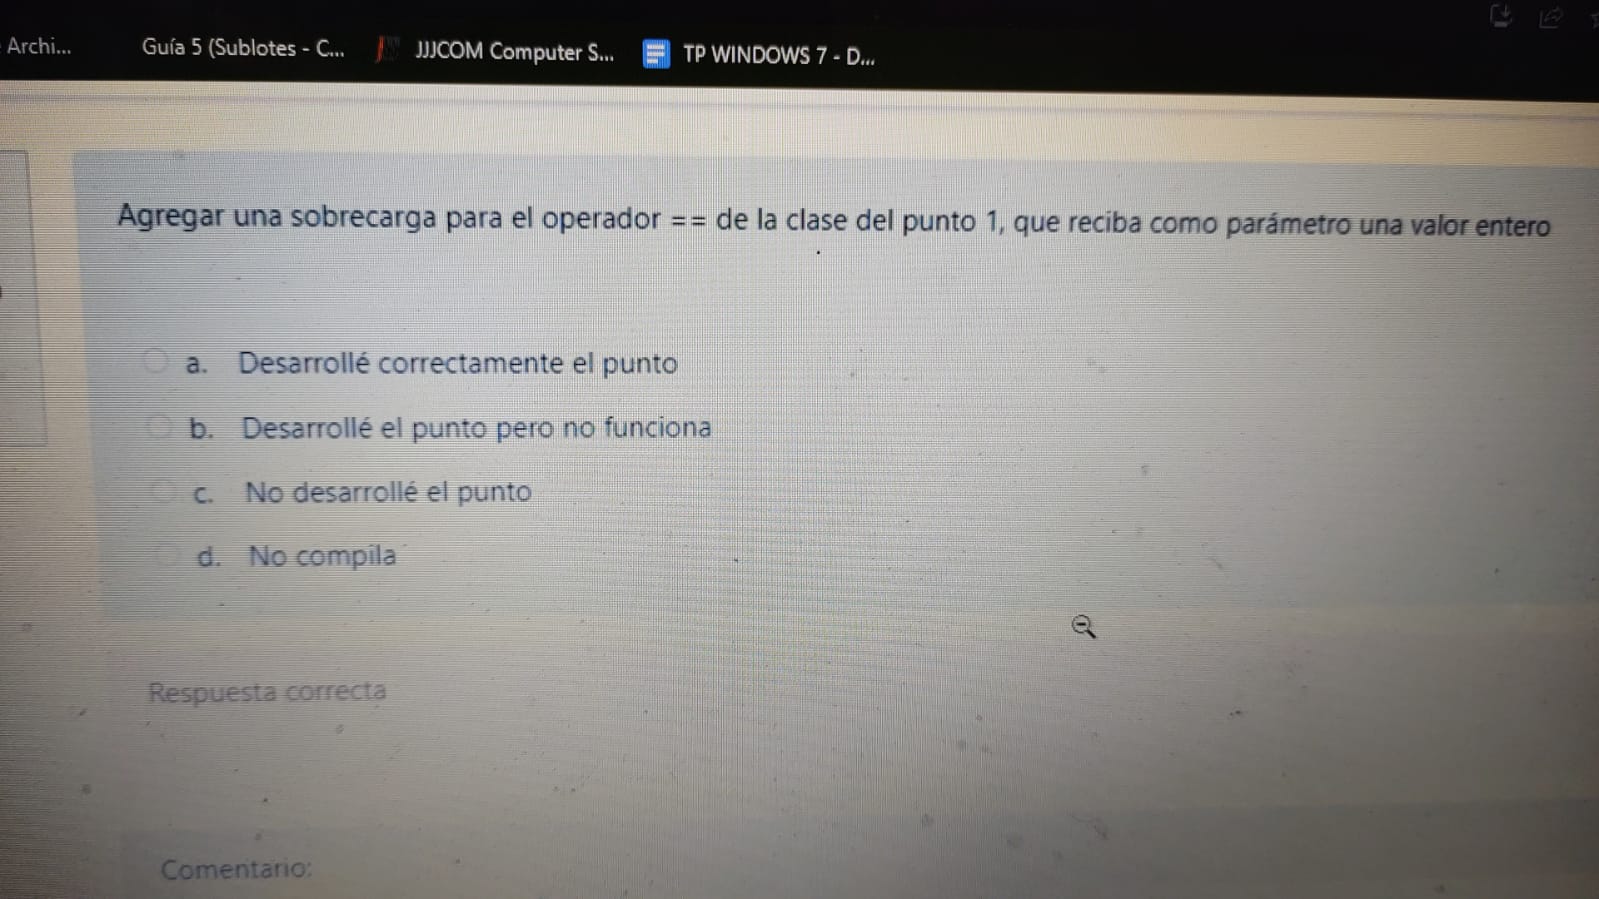 Archi...
Guía 5 (Sublotes - C...
JJJCOM Computer S...
TP WINDOWS 7 - D...
Agregar una sobrecarga para el operador == de la clase del punto 1, que reciba como parámetro una valor entero
a. Desarrollé correctamente el punto
b. Desarrollé el punto pero no funciona
c. No desarrollé el punto
d. No compila
Respuesta correcta
Comentario: